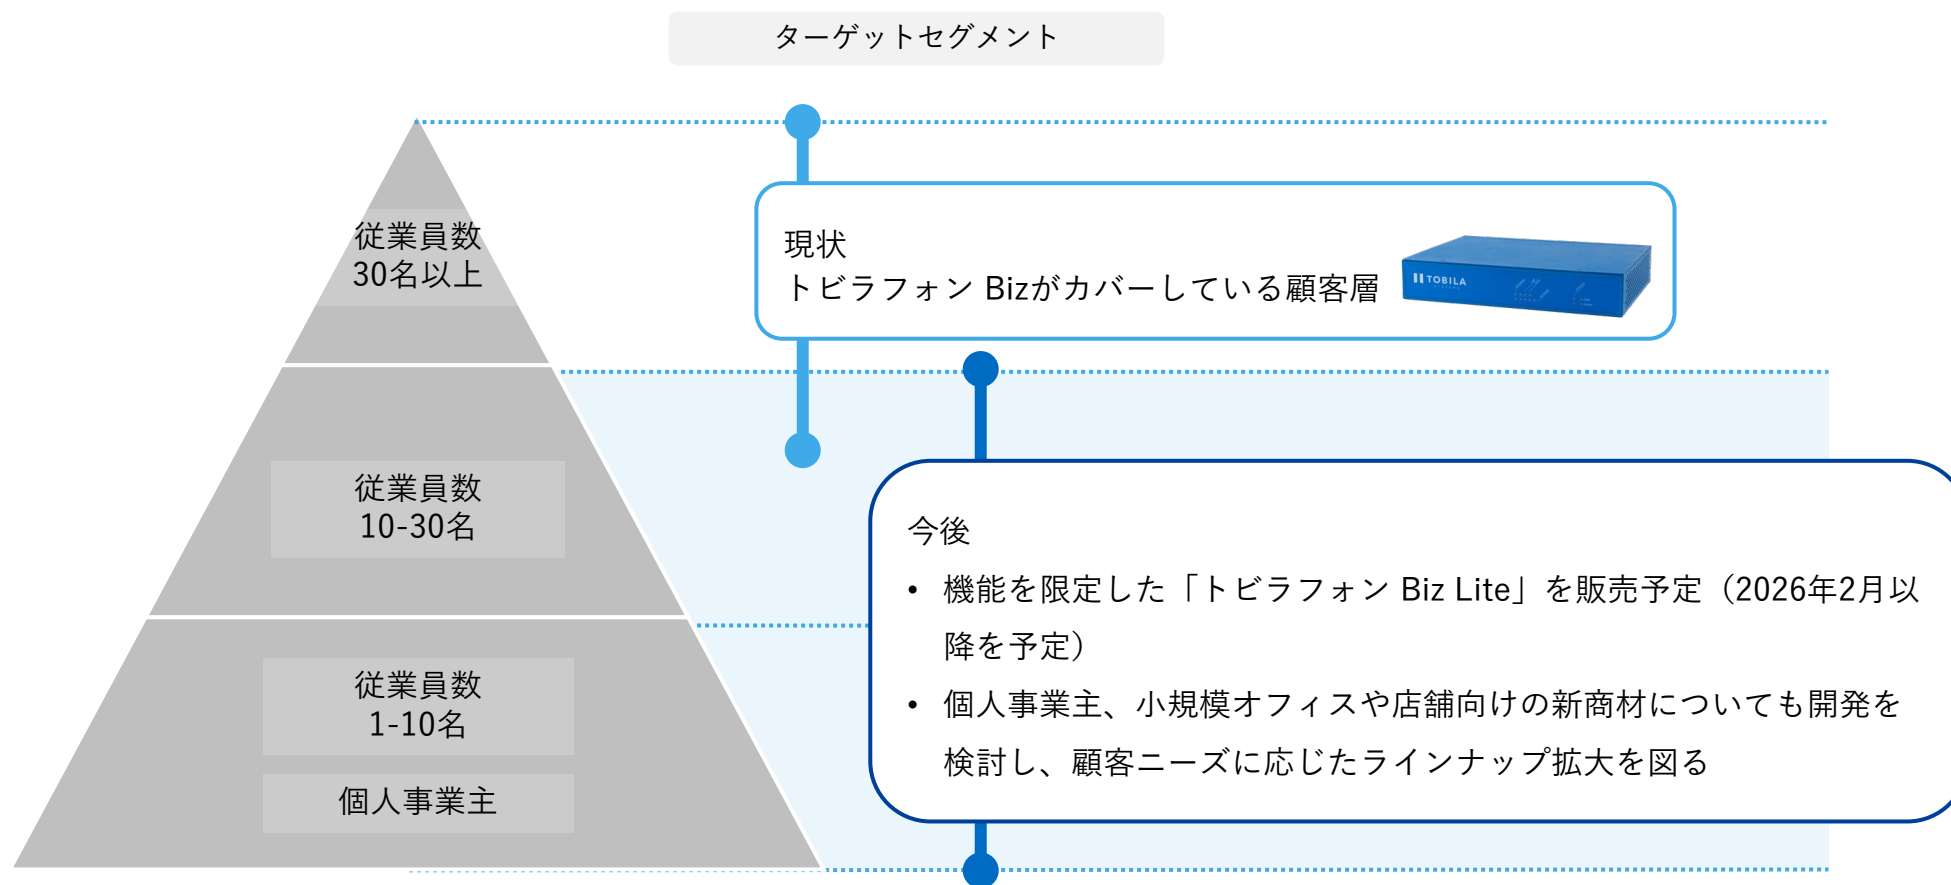 ターゲットセグメント
従業員数
30名以上
現状
トビラフォン Bizがカバーしている顧客層
TOBILA
従業員数
10-30名
今後
• 機能を限定した「トビラフォン Biz Lite」を販売予定（2026年2月以
降を予定）
• 個人事業主、小規模オフィスや店舗向けの新商材についても開発を
検討し、顧客ニーズに応じたラインナップ拡大を図る
従業員数
1-10名
個人事業主